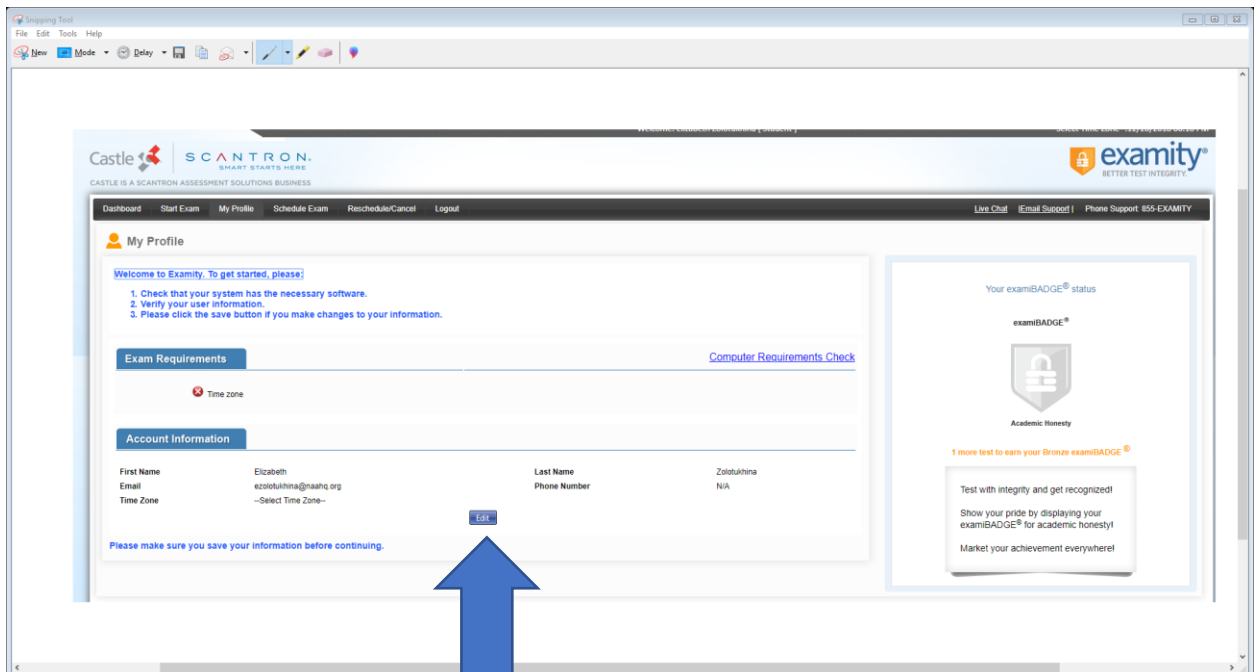 Snipping Tool
File Edit Tools Help
New Mode Delay
Castle SCANTRON.
SMART STARTS HERE
CASTLE IS A SCANTRON ASSESSMENT SOLUTIONS BUSINESS
examity®
BETTER TEST INTEGRITY.
Dashboard Start Exam My Profile Schedule Exam Reschedule/Cancel Logout Live Chat |Email Support| Phone Support 855-EXAMITY
My Profile
Welcome to Examity. To get started, please:
1. Check that your system has the necessary software.
2. Verify your user information.
3. Please click the save button if you make changes to your information.
Exam Requirements Computer Requirements Check
Time zone
Account Information
First Name Elizabeth Last Name Zolotukhina
Email ezolotukhina@naahq.org Phone Number N/A
Time Zone --Select Time Zone--
Edit
Please make sure you save your information before continuing.
Your examiBADGE® status
examiBADGE®
Academic Honesty
1 more test to earn your Bronze examiBADGE ®
Test with integrity and get recognized!
Show your pride by displaying your
examiBADGE® for academic honesty!
Market your achievement everywhere!